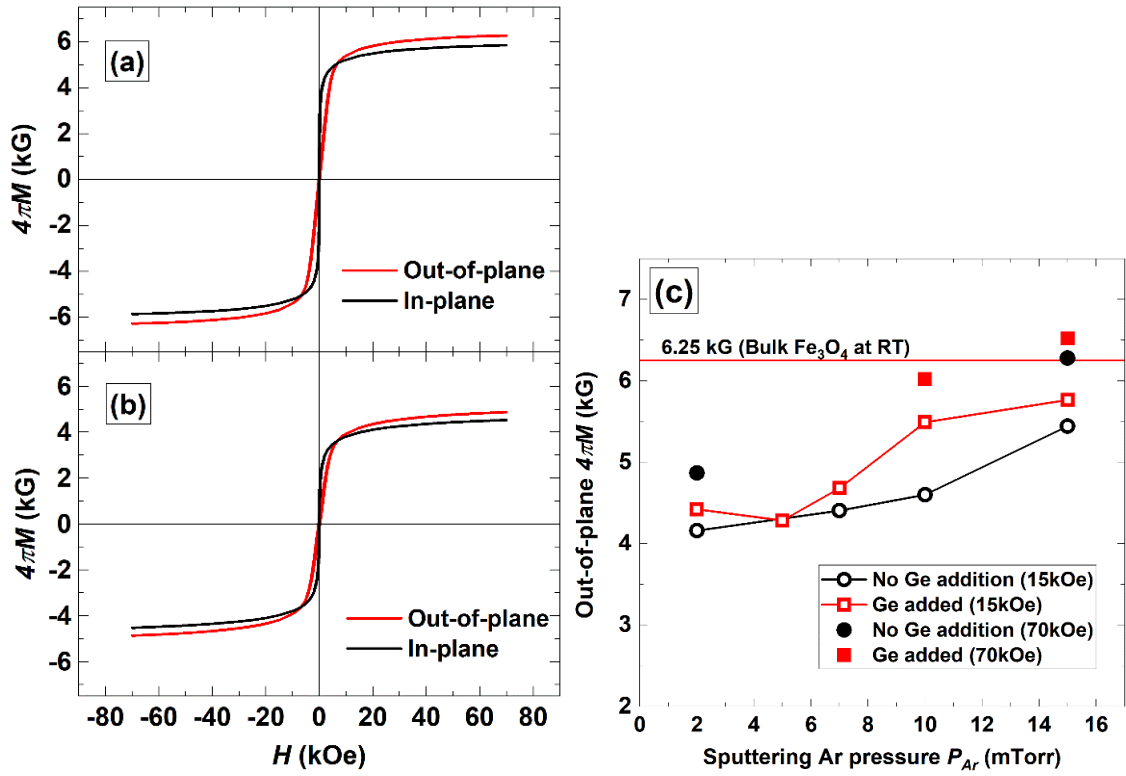 (a)
6
4
2
0
-2
-4
-6
4πM (kG)
Out-of-plane
In-plane
(b)
6
4
2
0
-2
-4
-6
4πM (kG)
Out-of-plane
In-plane
-80 -60 -40 -20 0 20 40 60 80
H (kOe)
(c)
7
6
5
4
3
2
Out-of-plane 4πM (kG)
6.25 kG (Bulk Fe₃O₄ at RT)
No Ge addition (15kOe)
Ge added (15kOe)
No Ge addition (70kOe)
Ge added (70kOe)
0 2 4 6 8 10 12 14 16
Sputtering Ar pressure P_Ar (mTorr)